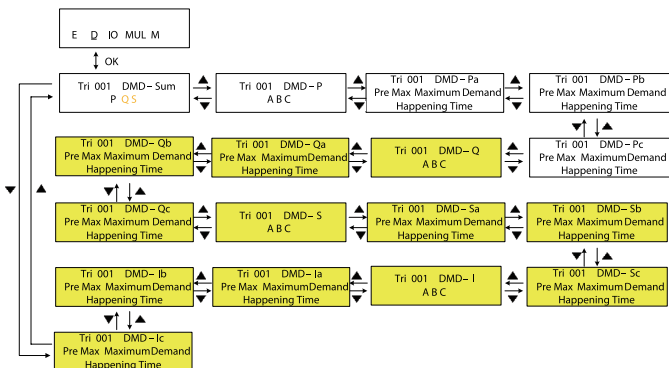 E D IO MUL M
OK
Tri 001 DMD-Sum
P Q S
Tri 001 DMD-P
A B C
Tri 001 DMD-Pa
Pre Max Maximum Demand
Happening Time
Tri 001 DMD-Pb
Pre Max Maximum Demand
Happening Time
Tri 001 DMD-Qb
Pre Max Maximum Demand
Happening Time
Tri 001 DMD-Qa
Pre Max Maximum Demand
Happening Time
Tri 001 DMD-Q
A B C
Tri 001 DMD-Pc
Pre Max Maximum Demand
Happening Time
Tri 001 DMD-Qc
Pre Max Maximum Demand
Happening Time
Tri 001 DMD-S
A B C
Tri 001 DMD-Sa
Pre Max Maximum Demand
Happening Time
Tri 001 DMD-Sb
Pre Max Maximum Demand
Happening Time
Tri 001 DMD-Ib
Pre Max Maximum Demand
Happening Time
Tri 001 DMD-Ia
Pre Max Maximum Demand
Happening Time
Tri 001 DMD-I
A B C
Tri 001 DMD-Sc
Pre Max Maximum Demand
Happening Time
Tri 001 DMD-Ic
Pre Max Maximum Demand
Happening Time